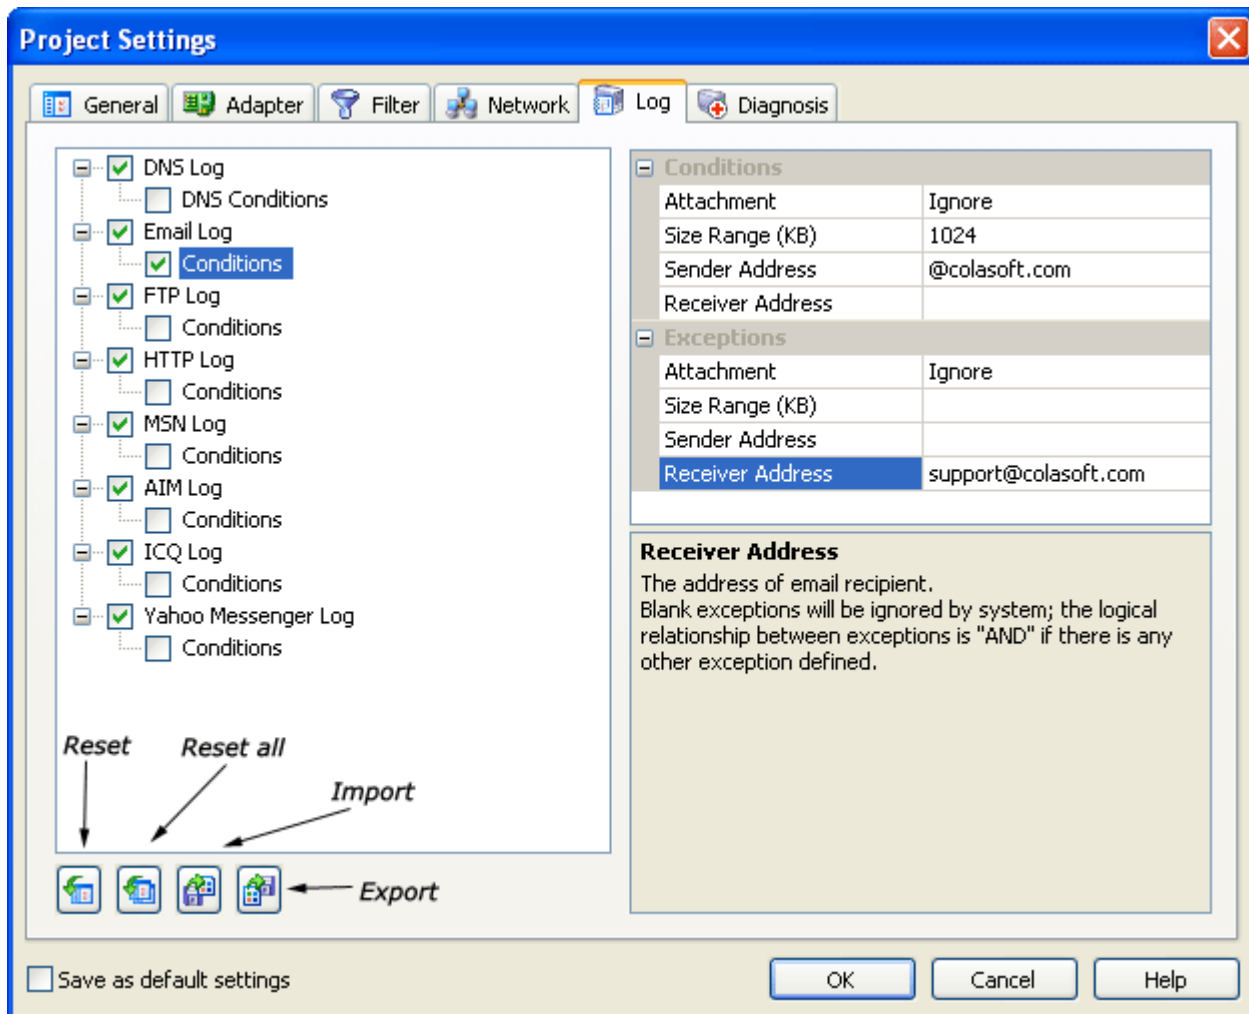 Project Settings
General Adapter Filter Network Log Diagnosis
DNS Log
DNS Conditions
Email Log
Conditions
FTP Log
Conditions
HTTP Log
Conditions
MSN Log
Conditions
AIM Log
Conditions
ICQ Log
Conditions
Yahoo Messenger Log
Conditions
Reset
Reset all
Import
Export
Conditions
Attachment Ignore
Size Range (KB) 1024
Sender Address @colasoft.com
Receiver Address
Exceptions
Attachment Ignore
Size Range (KB)
Sender Address
Receiver Address support@colasoft.com
Receiver Address
The address of email recipient.
Blank exceptions will be ignored by system; the logical
relationship between exceptions is "AND" if there is any
other exception defined.
Save as default settings
OK Cancel Help